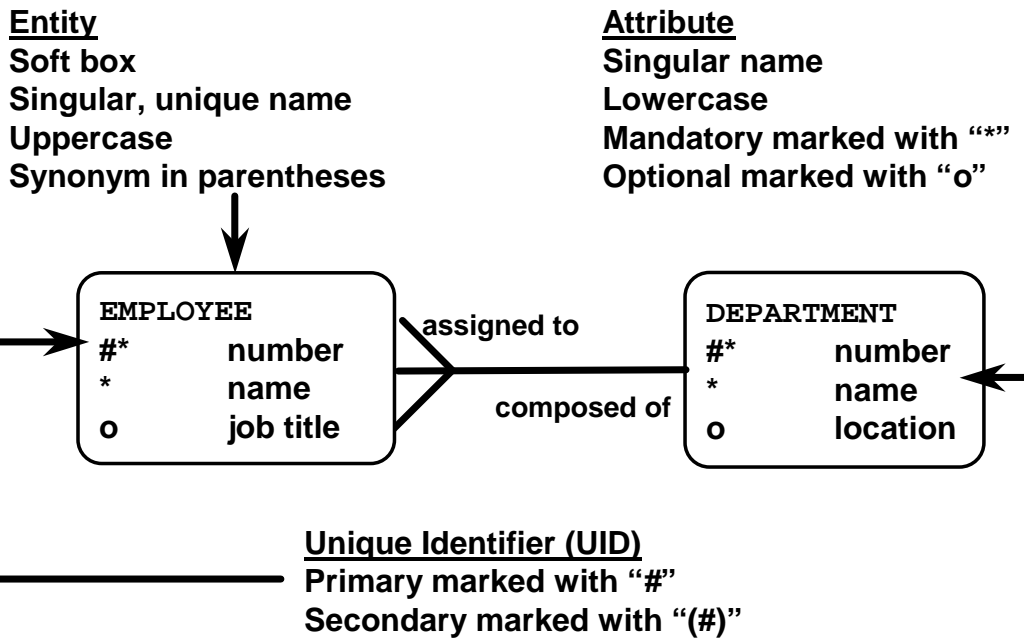 Entity
Soft box
Singular, unique name
Uppercase
Synonym in parentheses
Attribute
Singular name
Lowercase
Mandatory marked with “*”
Optional marked with “o”
EMPLOYEE
#* number
* name
o job title
assigned to
composed of
DEPARTMENT
#* number
* name
o location
Unique Identifier (UID)
Primary marked with “#”
Secondary marked with “(#)”